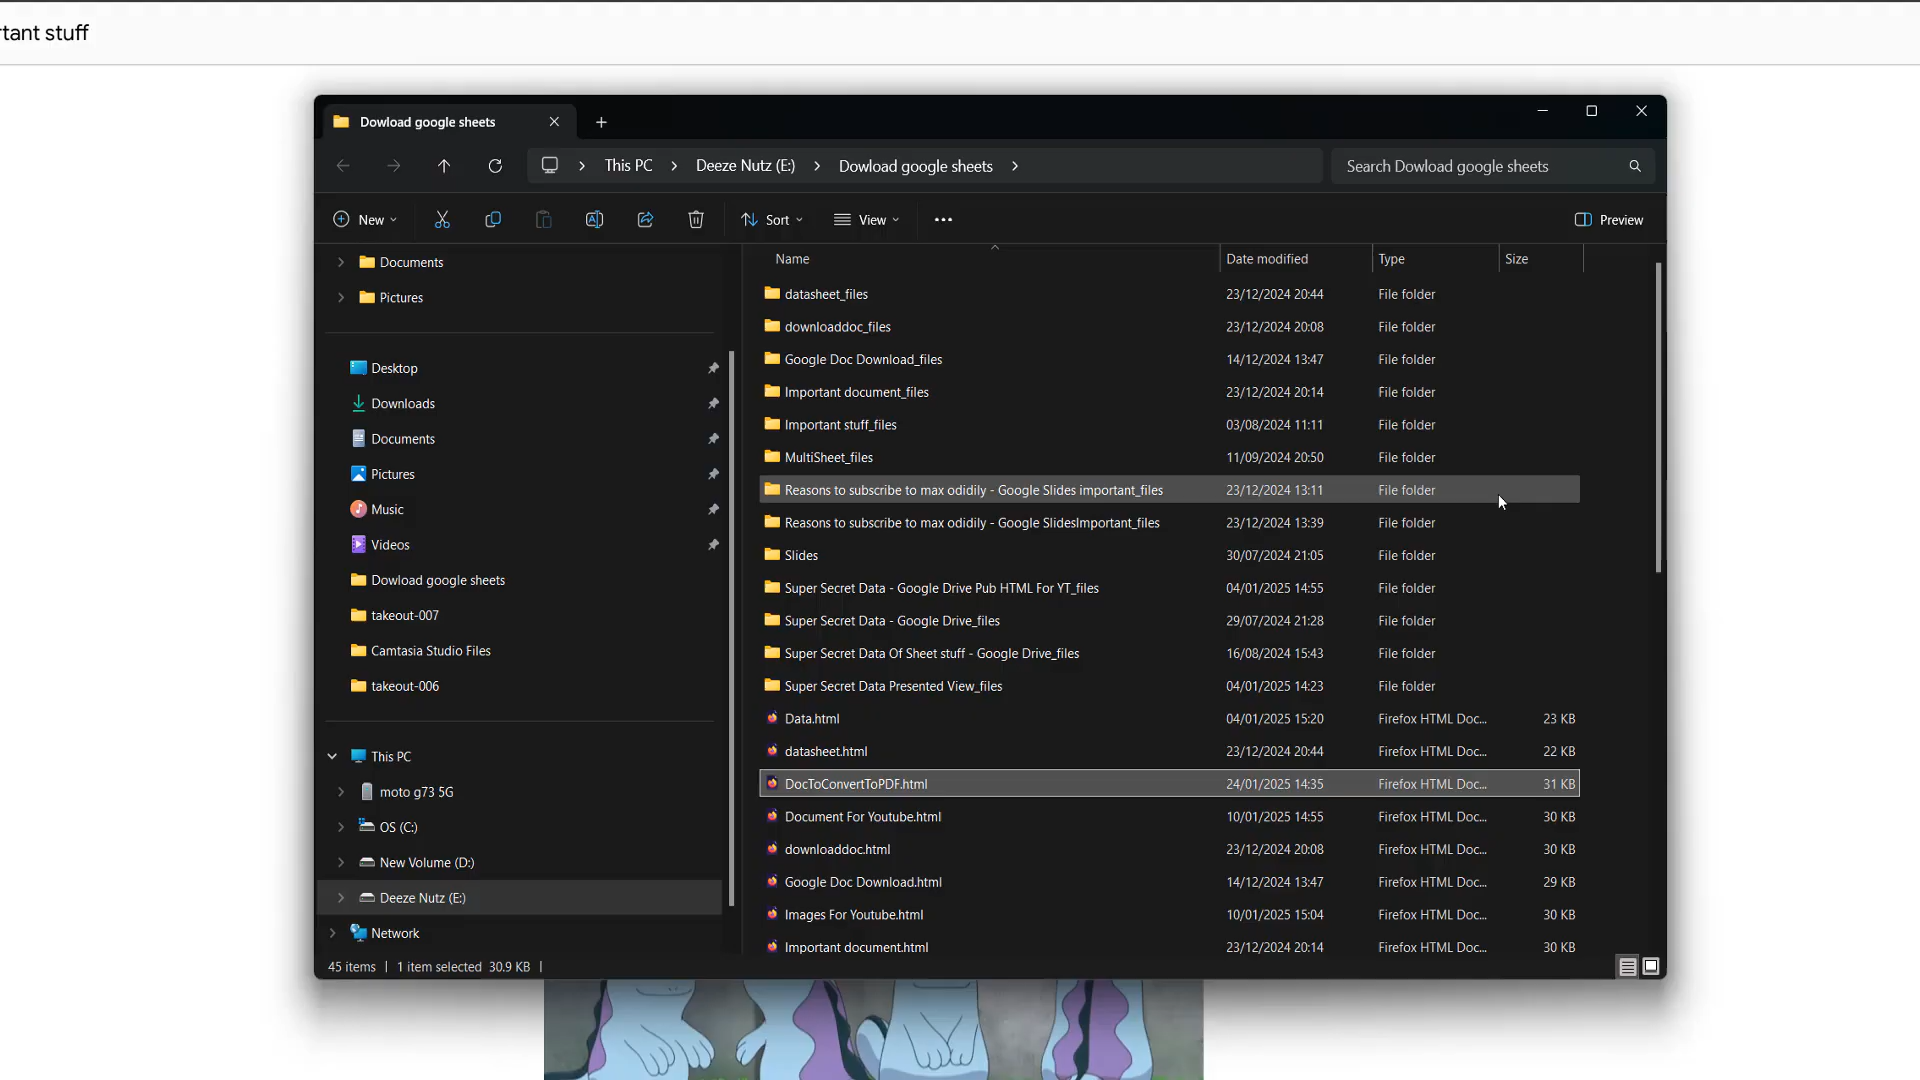 rtant stuff
Dowload google sheets
This PC
Deeze Nutz (E:)
Dowload google sheets
Search Dowload google sheets
New
Sort
View
Preview
Documents
Pictures
Desktop
Downloads
Documents
Pictures
Music
Videos
Dowload google sheets
takeout-007
Camtasia Studio Files
takeout-006
This PC
moto g73 5G
OS (C:)
New Volume (D:)
Deeze Nutz (E:)
Network
Name Date modified Type Size
datasheet_files 23/12/2024 20:44 File folder
downloaddoc_files 23/12/2024 20:08 File folder
Google Doc Download_files 14/12/2024 13:47 File folder
Important document_files 23/12/2024 20:14 File folder
Important stuff_files 03/08/2024 11:11 File folder
MultiSheet_files 11/09/2024 20:50 File folder
Reasons to subscribe to max odidily - Google Slides important_files 23/12/2024 13:11 File folder
Reasons to subscribe to max odidily - Google SlidesImportant_files 23/12/2024 13:39 File folder
Slides 30/07/2024 21:05 File folder
Super Secret Data - Google Drive Pub HTML For YT_files 04/01/2025 14:55 File folder
Super Secret Data - Google Drive_files 29/07/2024 21:28 File folder
Super Secret Data Of Sheet stuff - Google Drive_files 16/08/2024 15:43 File folder
Super Secret Data Presented View_files 04/01/2025 14:23 File folder
Data.html 04/01/2025 15:20 Firefox HTML Doc... 23 KB
datasheet.html 23/12/2024 20:44 Firefox HTML Doc... 22 KB
DocToConvertToPDF.html 24/01/2025 14:35 Firefox HTML Doc... 31 KB
Document For Youtube.html 10/01/2025 14:55 Firefox HTML Doc... 30 KB
downloaddoc.html 23/12/2024 20:08 Firefox HTML Doc... 30 KB
Google Doc Download.html 14/12/2024 13:47 Firefox HTML Doc... 29 KB
Images For Youtube.html 10/01/2025 15:04 Firefox HTML Doc... 30 KB
Important document.html 23/12/2024 20:14 Firefox HTML Doc... 30 KB
45 items 1 item selected 30.9 KB